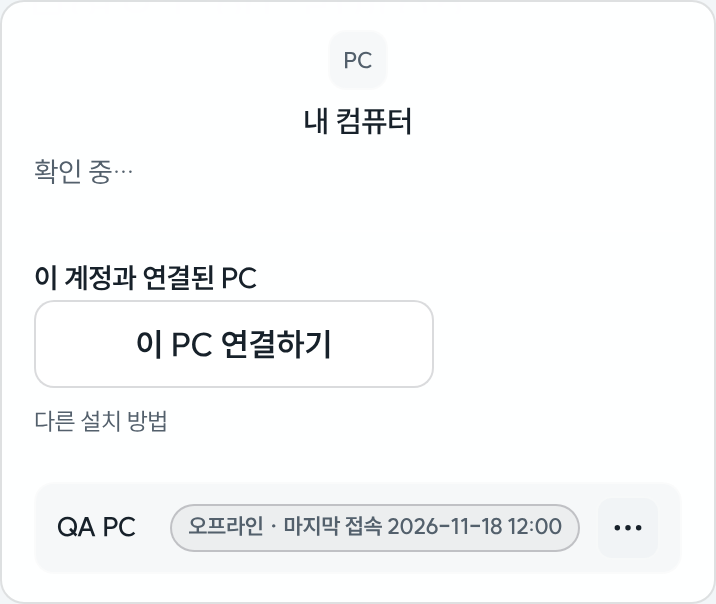 PC
내 컴퓨터
확인 중…
이 계정과 연결된 PC
이 PC 연결하기
다른 설치 방법
QA PC 오프라인 · 마지막 접속 2026-11-18 12:00 •••